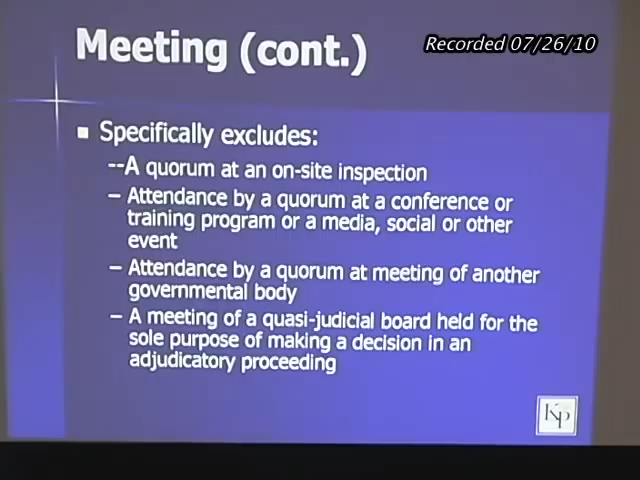 Meeting (cont.)
Recorded 07/26/10
■ Specifically excludes:
--A quorum at an on-site inspection
– Attendance by a quorum at a conference or
training program or a media, social or other
event
– Attendance by a quorum at meeting of another
governmental body
– A meeting of a quasi-judicial board held for the
sole purpose of making a decision in an
adjudicatory proceeding
KP